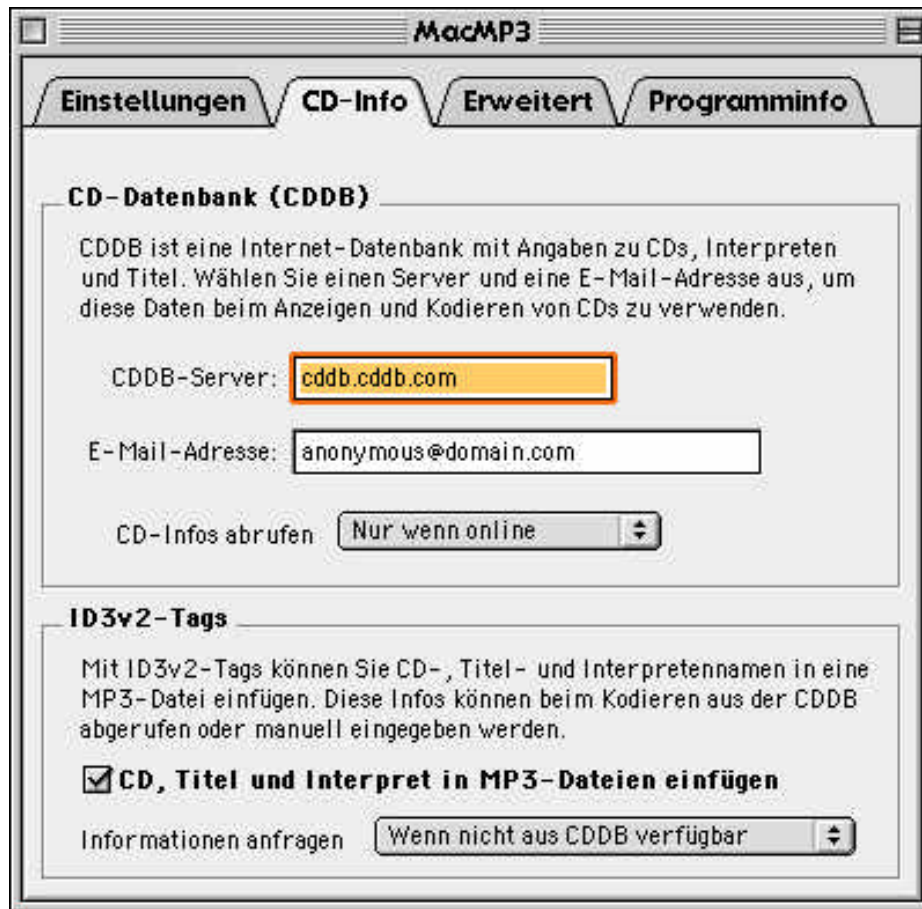 MacMP3
Einstellungen CD-Info Erweitert Programminfo
CD-Datenbank (CDDB)
CDDB ist eine Internet-Datenbank mit Angaben zu CDs, Interpreten
und Titel. Wählen Sie einen Server und eine E-Mail-Adresse aus, um
diese Daten beim Anzeigen und Kodieren von CDs zu verwenden.
CDDB-Server: cddb.cddb.com
E-Mail-Adresse: anonymous@domain.com
CD-Infos abrufen Nur wenn online
ID3v2-Tags
Mit ID3v2-Tags können Sie CD-, Titel- und Interpretennamen in eine
MP3-Datei einfügen. Diese Infos können beim Kodieren aus der CDDB
abgerufen oder manuell eingegeben werden.
CD, Titel und Interpret in MP3-Dateien einfügen
Informationen anfragen Wenn nicht aus CDDB verfügbar